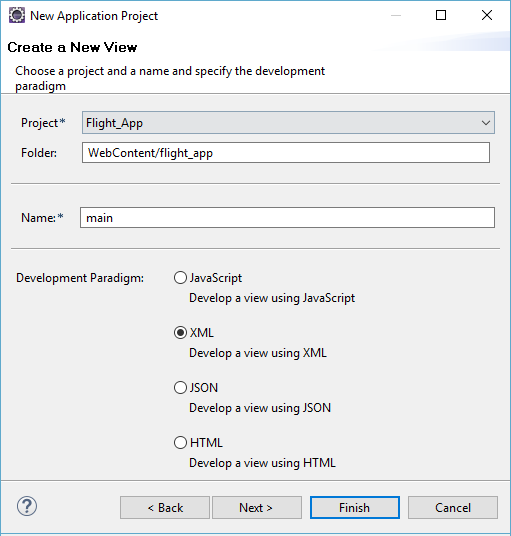 New Application Project
Create a New View
Choose a project and a name and specify the development
paradigm
Project* Flight_App
Folder: WebContent/flight_app
Name:* main
Development Paradigm: JavaScript
Develop a view using JavaScript
XML
Develop a view using XML
JSON
Develop a view using JSON
HTML
Develop a view using HTML
? < Back Next > Finish Cancel